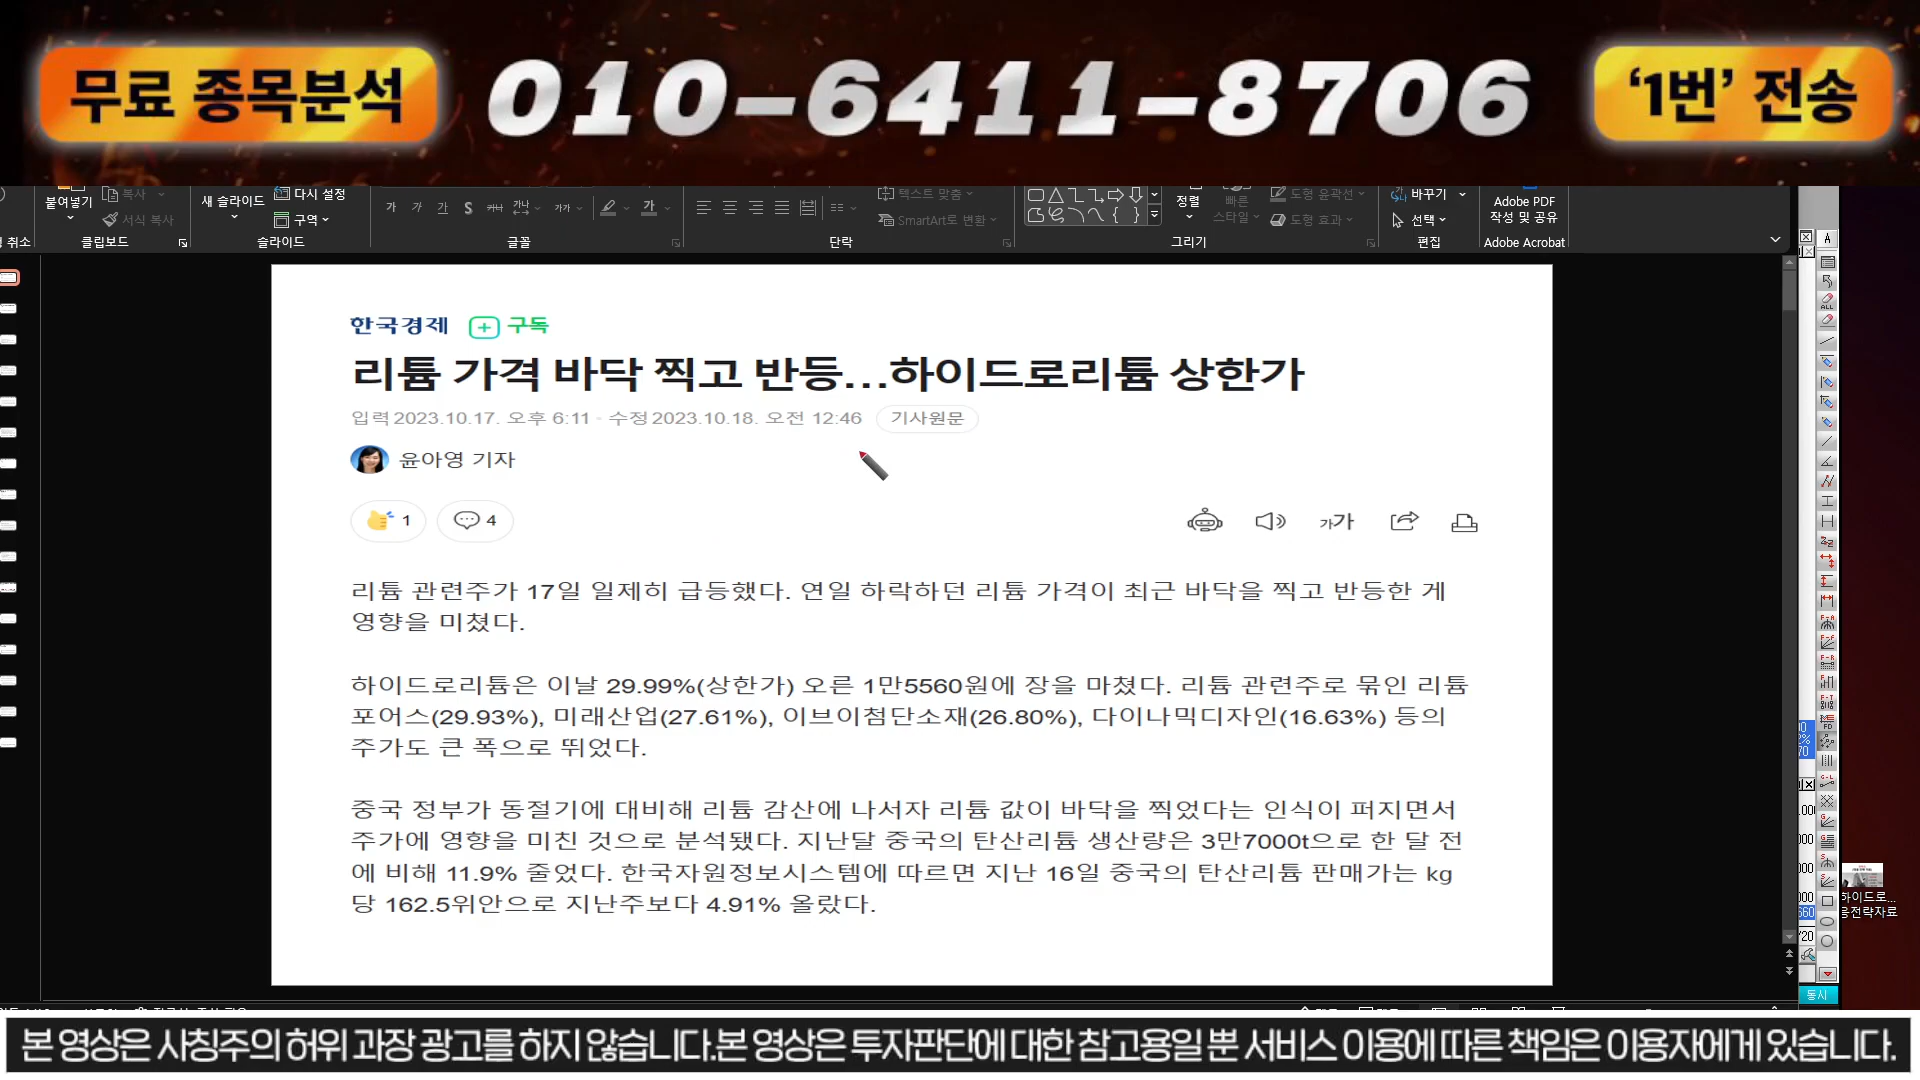 무료 종목분석
010-6411-8706
'1번' 전송
붙여넣기
복사
서식 복사
클립보드
새 슬라이드
다시 설정
구역
슬라이드
가 가 가 S
글꼴
텍스트 맞춤
SmartArt로 변환
단락
정렬
빠른
스타일
도형 윤곽선
도형 효과
그리기
바꾸기
선택
편집
Adobe PDF
작성 및 공유
Adobe Acrobat
한국경제 구독
리튬 가격 바닥 찍고 반등…하이드로리튬 상한가
입력 2023.10.17. 오후 6:11 · 수정 2023.10.18. 오전 12:46 기사원문
윤아영 기자
1 4
가가
리튬 관련주가 17일 일제히 급등했다. 연일 하락하던 리튬 가격이 최근 바닥을 찍고 반등한 게
영향을 미쳤다.
하이드로리튬은 이날 29.99%(상한가) 오른 1만5560원에 장을 마쳤다. 리튬 관련주로 묶인 리튬
포어스(29.93%), 미래산업(27.61%), 이브이첨단소재(26.80%), 다이나믹디자인(16.63%) 등의
주가도 큰 폭으로 뛰었다.
중국 정부가 동절기에 대비해 리튬 감산에 나서자 리튬 값이 바닥을 찍었다는 인식이 퍼지면서
주가에 영향을 미친 것으로 분석됐다. 지난달 중국의 탄산리튬 생산량은 3만7000t으로 한 달 전
에 비해 11.9% 줄었다. 한국자원정보시스템에 따르면 지난 16일 중국의 탄산리튬 판매가는 kg
당 162.5위안으로 지난주보다 4.91% 올랐다.
하이드로...
응전략자료
동시
본 영상은 사칭주의 허위 과장 광고를 하지 않습니다.본 영상은 투자판단에 대한 참고용일 뿐 서비스 이용에 따른 책임은 이용자에게 있습니다.